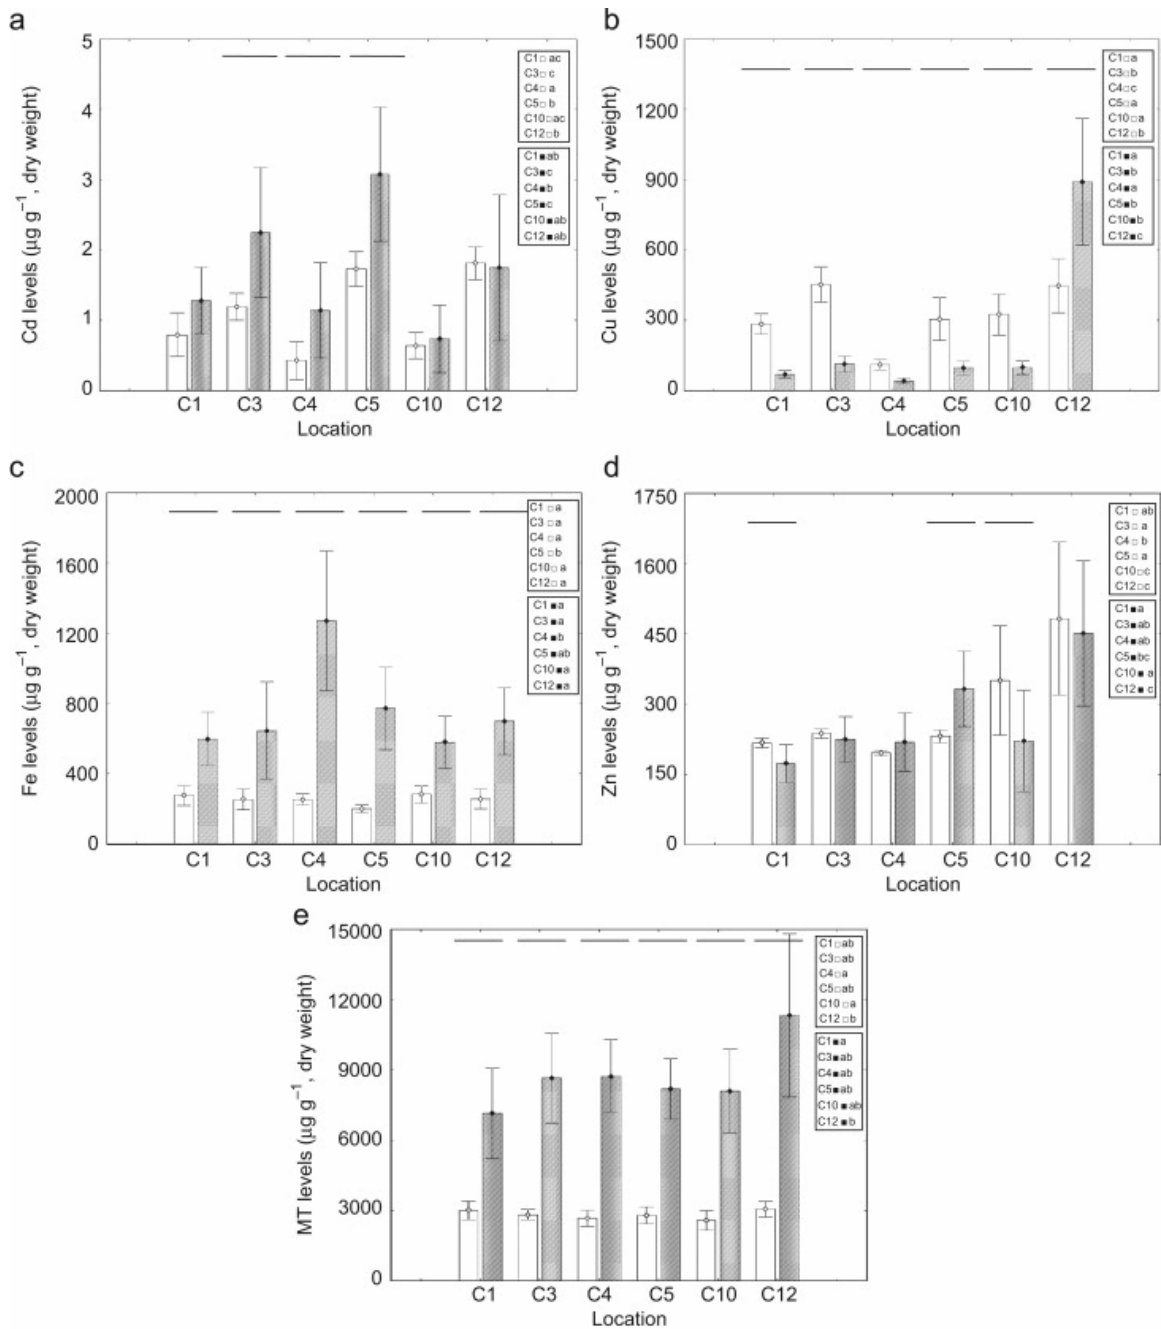 a
5
4
3
2
1
0
Cd levels (µg g⁻¹, dry weight)
C1 C3 C4 C5 C10 C12
Location
C1□ ac
C3□ c
C4□ a
C5□ b
C10□ac
C12□b
C1■ab
C3■c
C4■b
C5■c
C10■ab
C12■ab
b
1500
1200
900
600
300
0
Cu levels (µg g⁻¹, dry weight)
C1 C3 C4 C5 C10 C12
Location
C1□a
C3□b
C4□c
C5□a
C10□a
C12□b
C1■a
C3■b
C4■a
C5■b
C10■b
C12■c
c
2000
1600
1200
800
400
0
Fe levels (µg g⁻¹, dry weight)
C1 C3 C4 C5 C10 C12
Location
C1 □ a
C3 □ a
C4 □ a
C5 □ b
C10□ a
C12□ a
C1 ■a
C3 ■a
C4 ■b
C5■ab
C10■a
C12■a
d
1750
1600
450
300
150
0
Zn levels (µg g⁻¹, dry weight)
C1 C3 C4 C5 C10 C12
Location
C1 □ ab
C3□ a
C4□ b
C5□ a
C10□c
C12□c
C1■a
C3■ab
C4■ab
C5■bc
C10■ a
C12■ c
e
15000
12000
9000
6000
3000
0
MT levels (µg g⁻¹, dry weight)
C1 C3 C4 C5 C10 C12
Location
C1□ab
C3□ab
C4□a
C5□ab
C10 □a
C12 □b
C1■a
C3■ab
C4■ab
C5■ab
C10 ■ab
C12 ■b